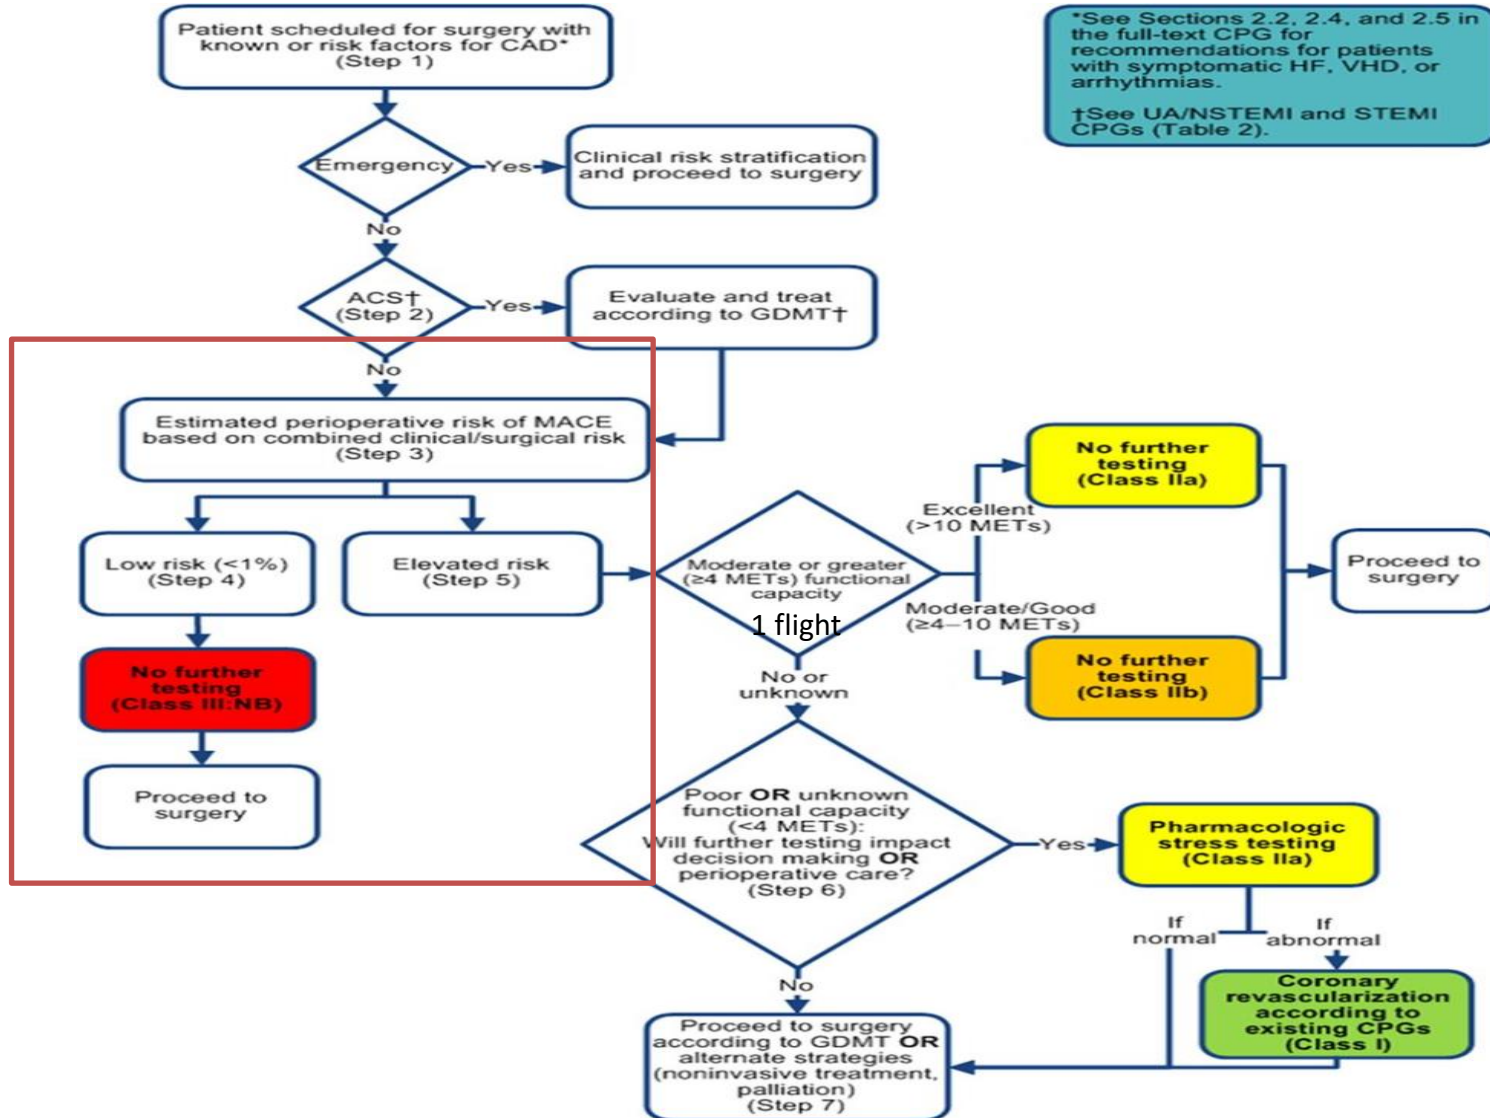 Patient scheduled for surgery with
known or risk factors for CAD*
(Step 1)
*See Sections 2.2, 2.4, and 2.5 in
the full-text CPG for
recommendations for patients
with symptomatic HF, VHD, or
arrhythmias.
†See UA/NSTEMI and STEMI
CPGs (Table 2).
Emergency
Yes
Clinical risk stratification
and proceed to surgery
No
ACS†
(Step 2)
Yes
Evaluate and treat
according to GDMT†
No
Estimated perioperative risk of MACE
based on combined clinical/surgical risk
(Step 3)
Low risk (<1%)
(Step 4)
Elevated risk
(Step 5)
No further
testing
(Class III:NB)
Proceed to
surgery
Moderate or greater
(≥4 METs) functional
capacity
1 flight
Excellent
(>10 METs)
No further
testing
(Class IIa)
Moderate/Good
(≥4–10 METs)
No further
testing
(Class IIb)
Proceed to
surgery
No or
unknown
Poor OR unknown
functional capacity
(<4 METs):
Will further testing impact
decision making OR
perioperative care?
(Step 6)
Yes
Pharmacologic
stress testing
(Class IIa)
If
normal
If
abnormal
Coronary
revascularization
according to
existing CPGs
(Class I)
No
Proceed to surgery
according to GDMT OR
alternate strategies
(noninvasive treatment,
palliation)
(Step 7)